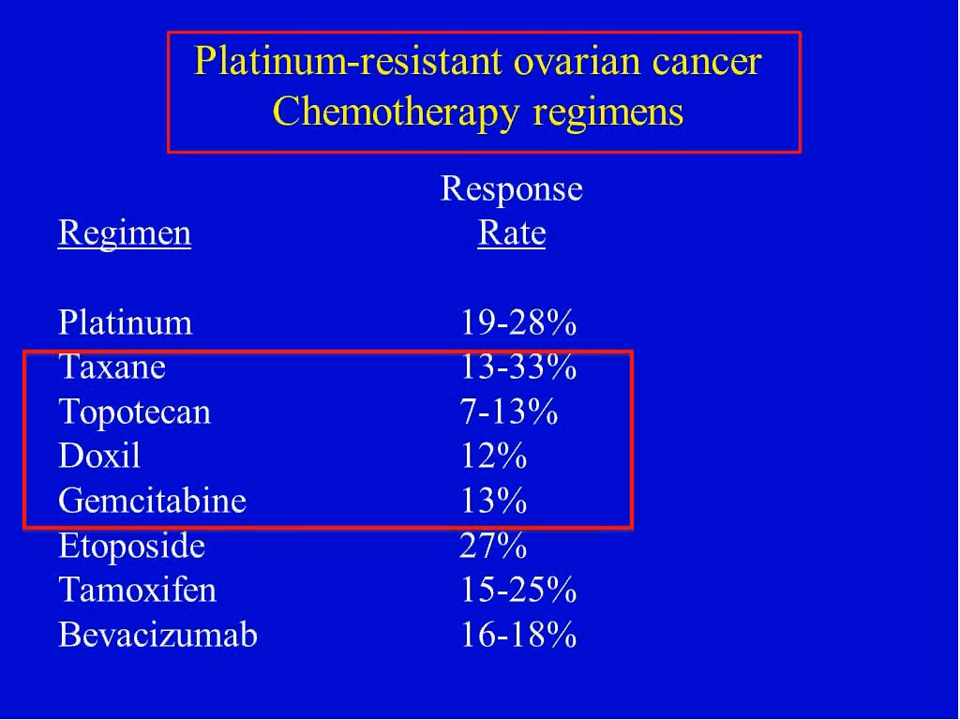 Platinum-resistant ovarian cancer
Chemotherapy regimens
Response
Regimen Rate
Platinum 19-28%
Taxane 13-33%
Topotecan 7-13%
Doxil 12%
Gemcitabine 13%
Etoposide 27%
Tamoxifen 15-25%
Bevacizumab 16-18%